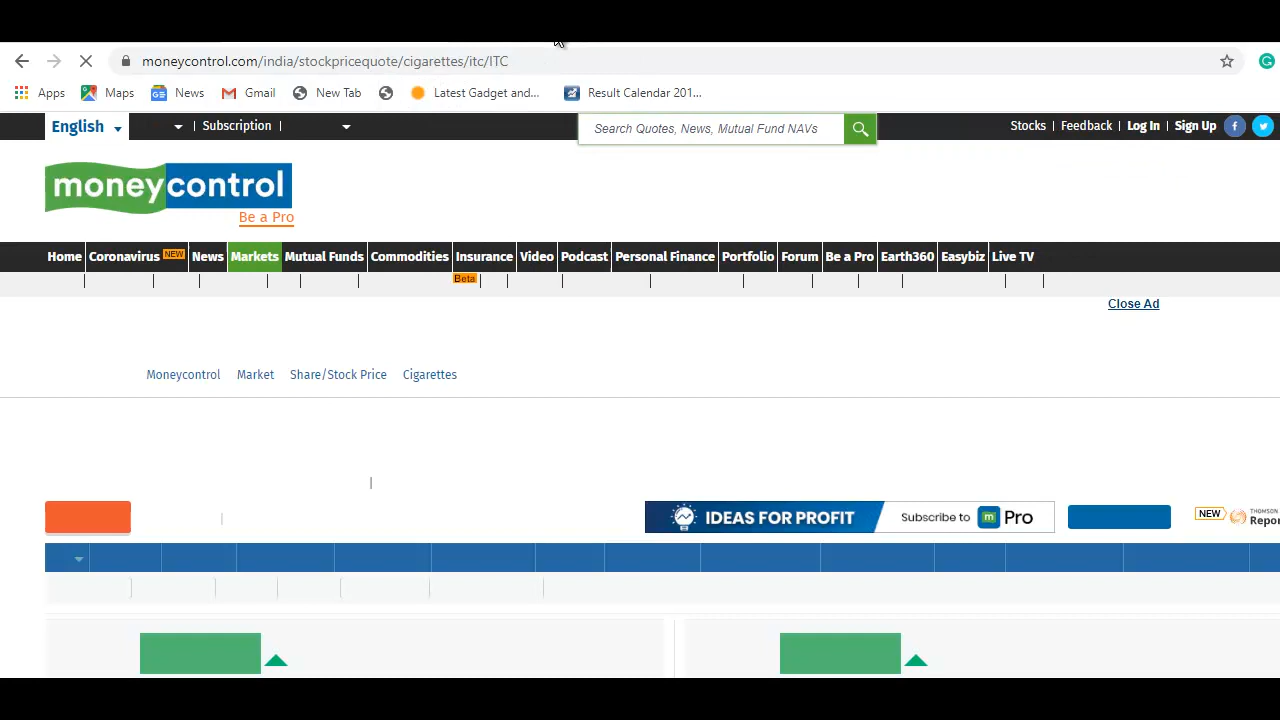 moneycontrol.com/india/stockpricequote/cigarettes/itc/ITC
Apps Maps News Gmail New Tab Latest Gadget and... Result Calendar 201...
English Subscription Search Quotes, News, Mutual Fund NAVs Stocks Feedback Log In Sign Up
moneycontrol
Be a Pro
Home Coronavirus NEW News Markets Mutual Funds Commodities Insurance Video Podcast Personal Finance Portfolio Forum Be a Pro Earth360 Easybiz Live TV
Beta
Close Ad
Moneycontrol Market Share/Stock Price Cigarettes
IDEAS FOR PROFIT Subscribe to m Pro NEW THOMSON
Repor